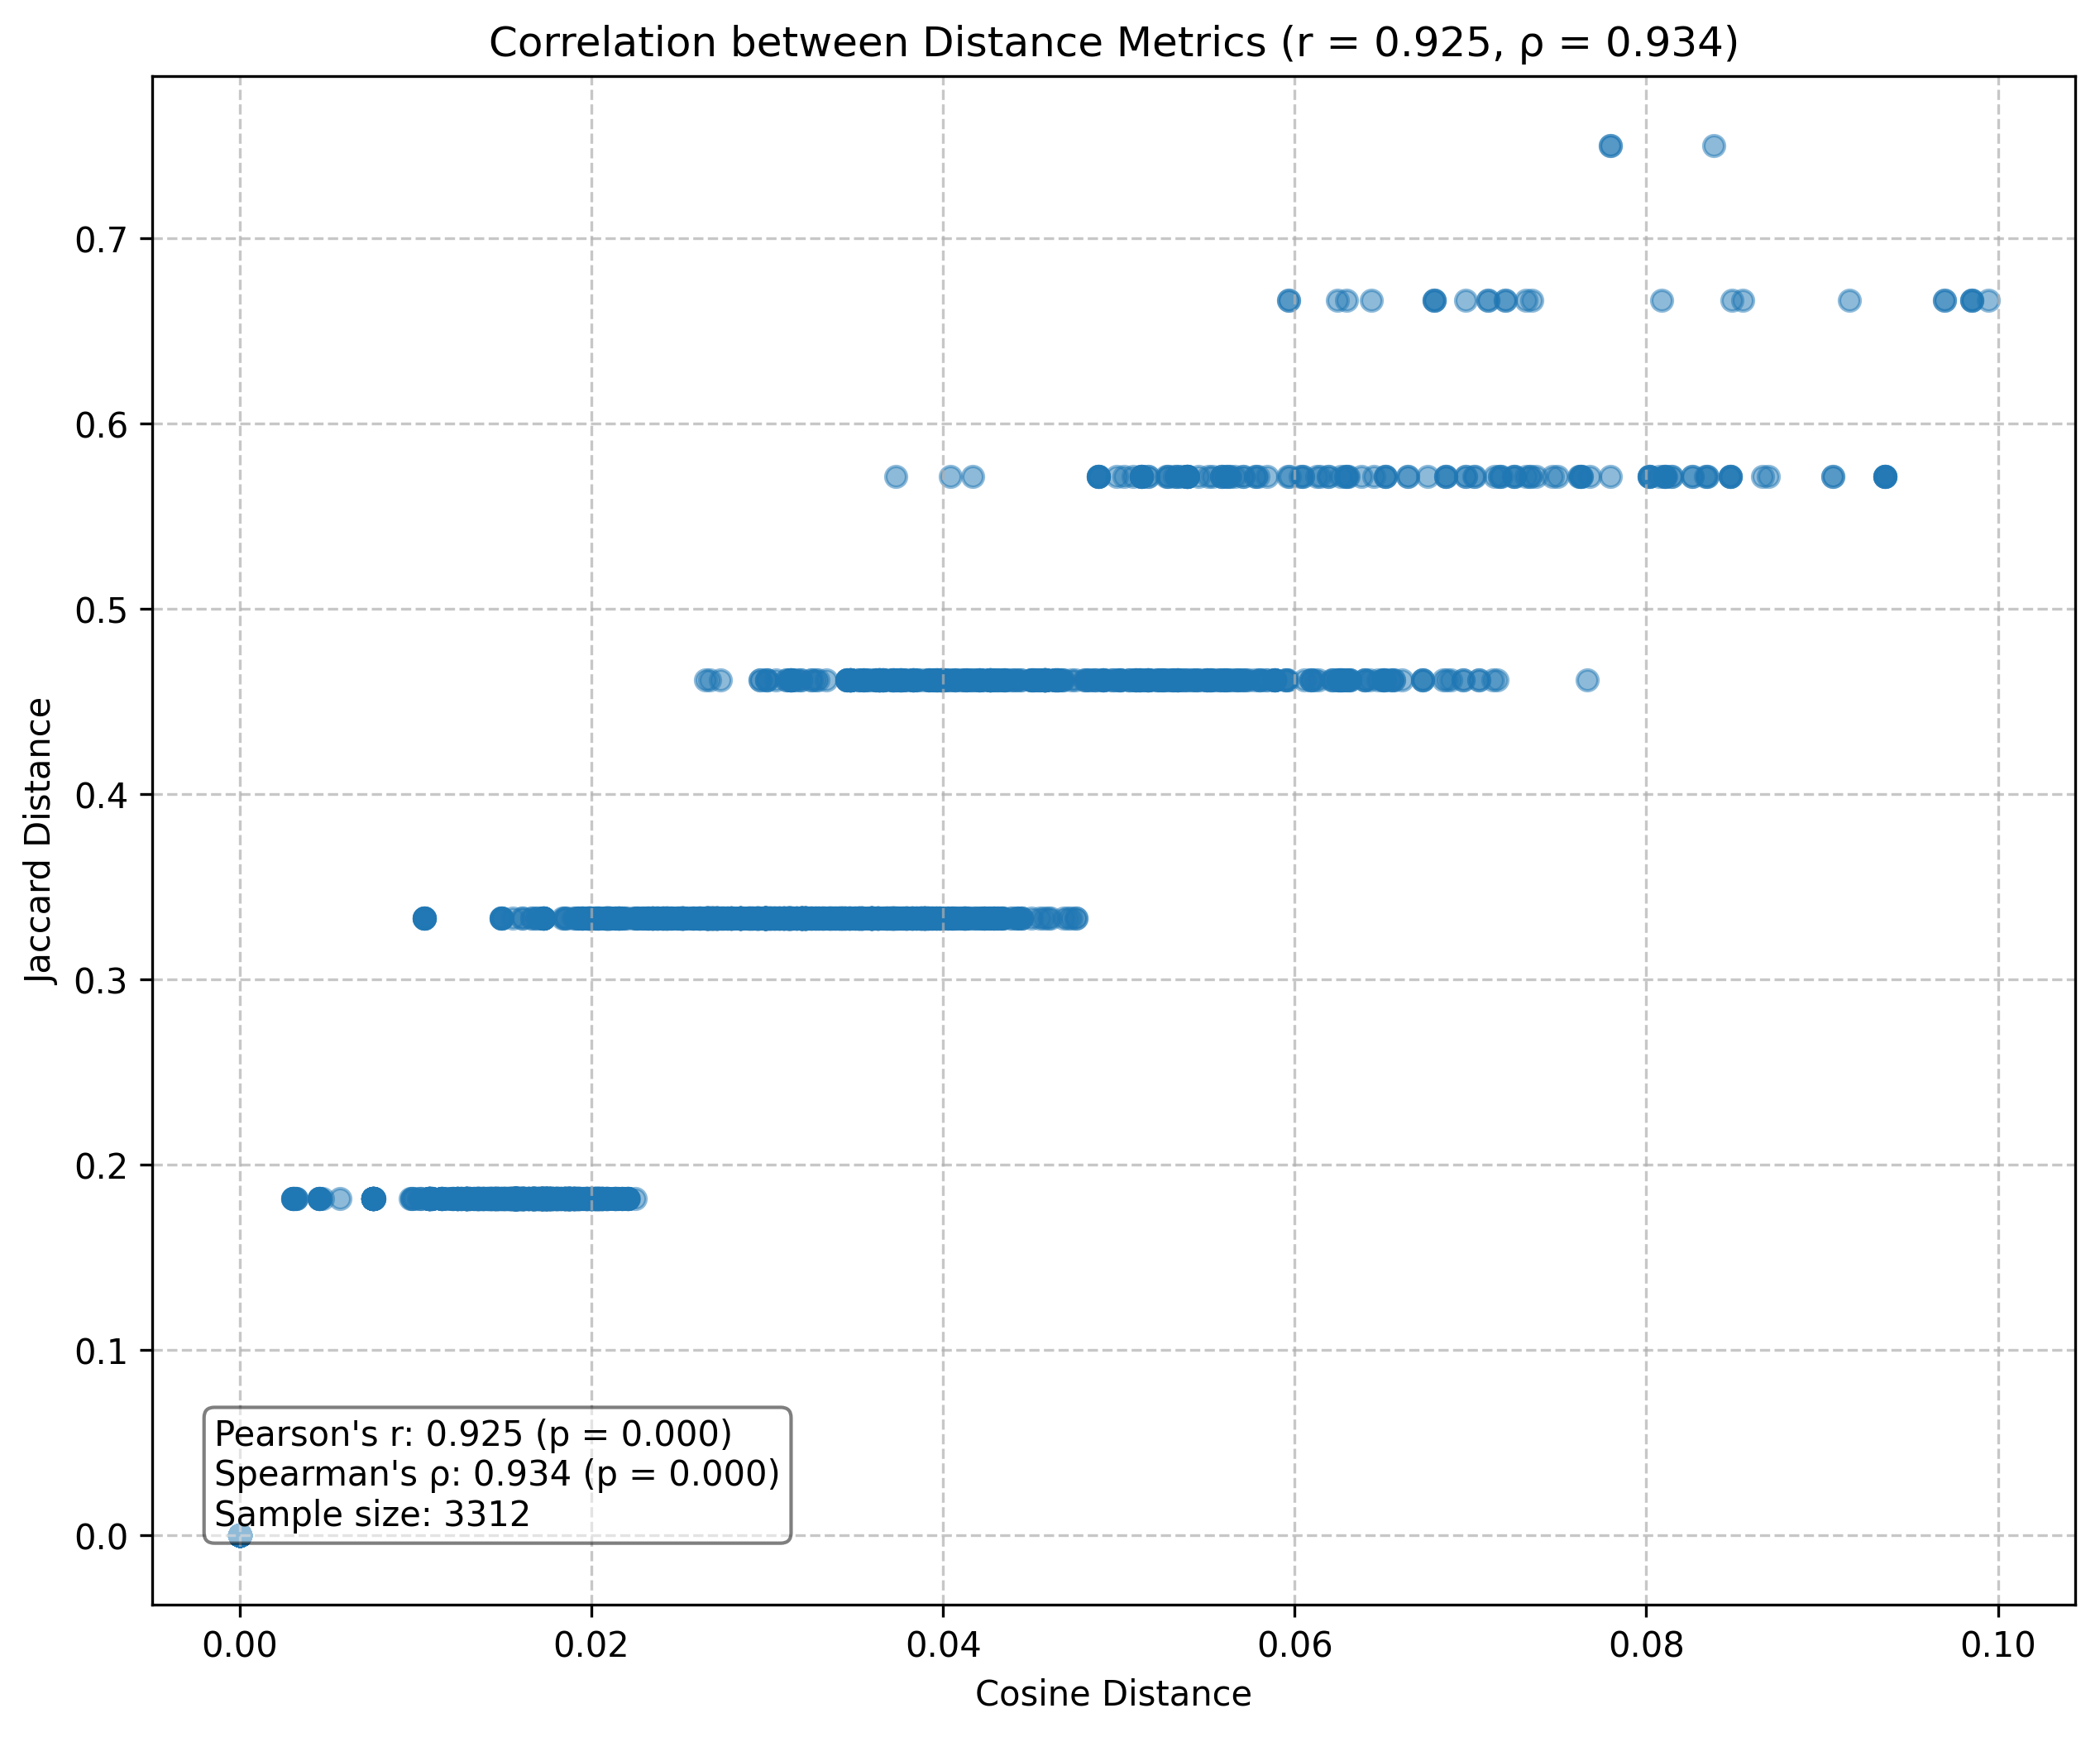 Correlation between Distance Metrics (r = 0.925, ρ = 0.934)
Jaccard Distance
0.7
0.6
0.5
0.4
0.3
0.2
0.1
0.0
Pearson's r: 0.925 (p = 0.000)
Spearman's ρ: 0.934 (p = 0.000)
Sample size: 3312
0.00 0.02 0.04 0.06 0.08 0.10
Cosine Distance